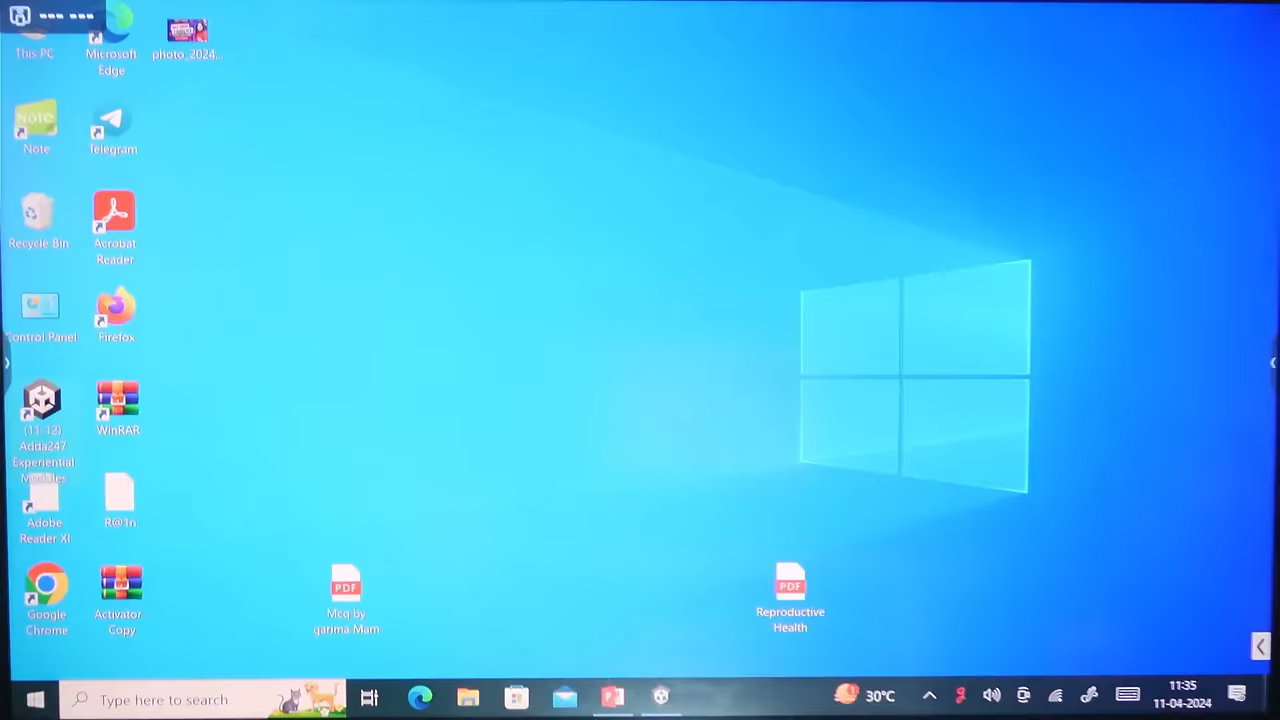 This PC
Microsoft
Edge
photo_2024...
Note
Note
Telegram
Recycle Bin
Acrobat
Reader
Control Panel
Firefox
(11-12)
Adda247
Experiential
Modules
WinRAR
Adobe
Reader XI
R@1n
Google
Chrome
Activator
Copy
PDF
Mcq by
garima Mam
PDF
Reproductive
Health
Type here to search
30°C
11:35
11-04-2024